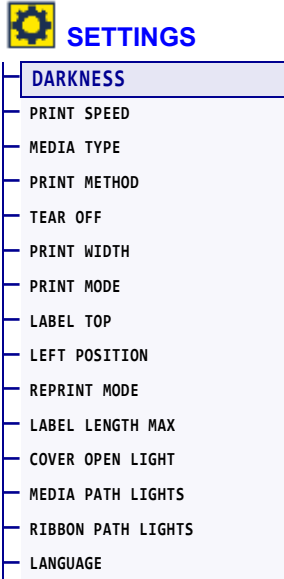 SETTINGS
DARKNESS
PRINT SPEED
MEDIA TYPE
PRINT METHOD
TEAR OFF
PRINT WIDTH
PRINT MODE
LABEL TOP
LEFT POSITION
REPRINT MODE
LABEL LENGTH MAX
COVER OPEN LIGHT
MEDIA PATH LIGHTS
RIBBON PATH LIGHTS
LANGUAGE